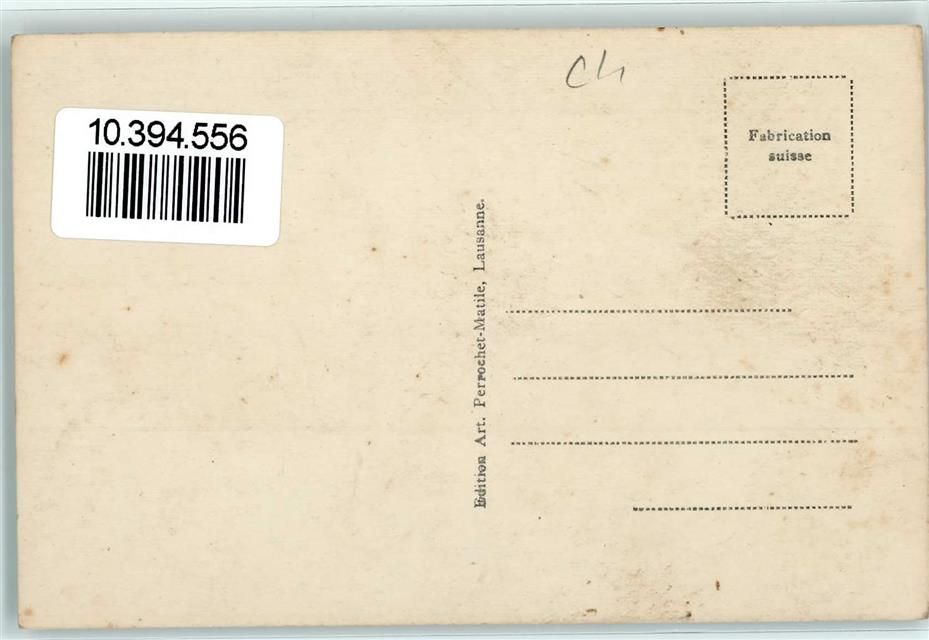 10.394.556
Ch
Fabrication
suisse
Edition Art. Perrochet-Matile, Lausanne.